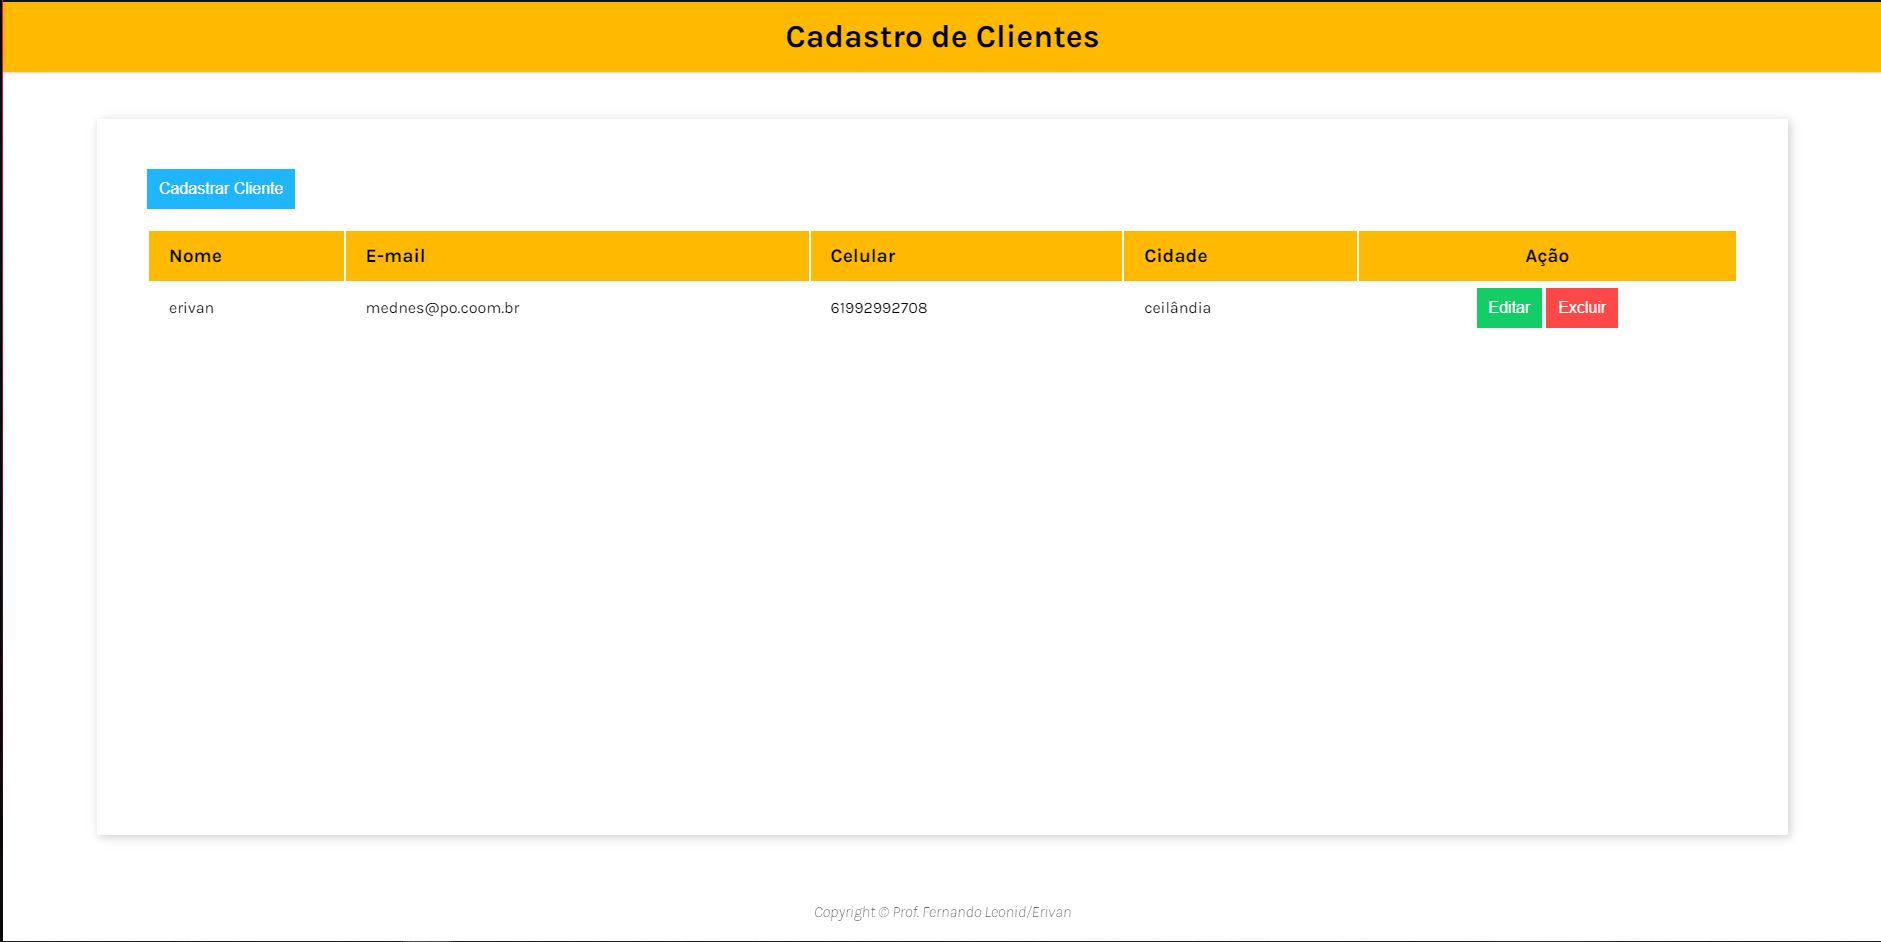 Cadastro de Clientes
Cadastrar Cliente
Nome E-mail Celular Cidade Ação
erivan mednes@po.coom.br 61992992708 ceilândia Editar Excluir
Copyright © Prof. Fernando Leonid/Erivan